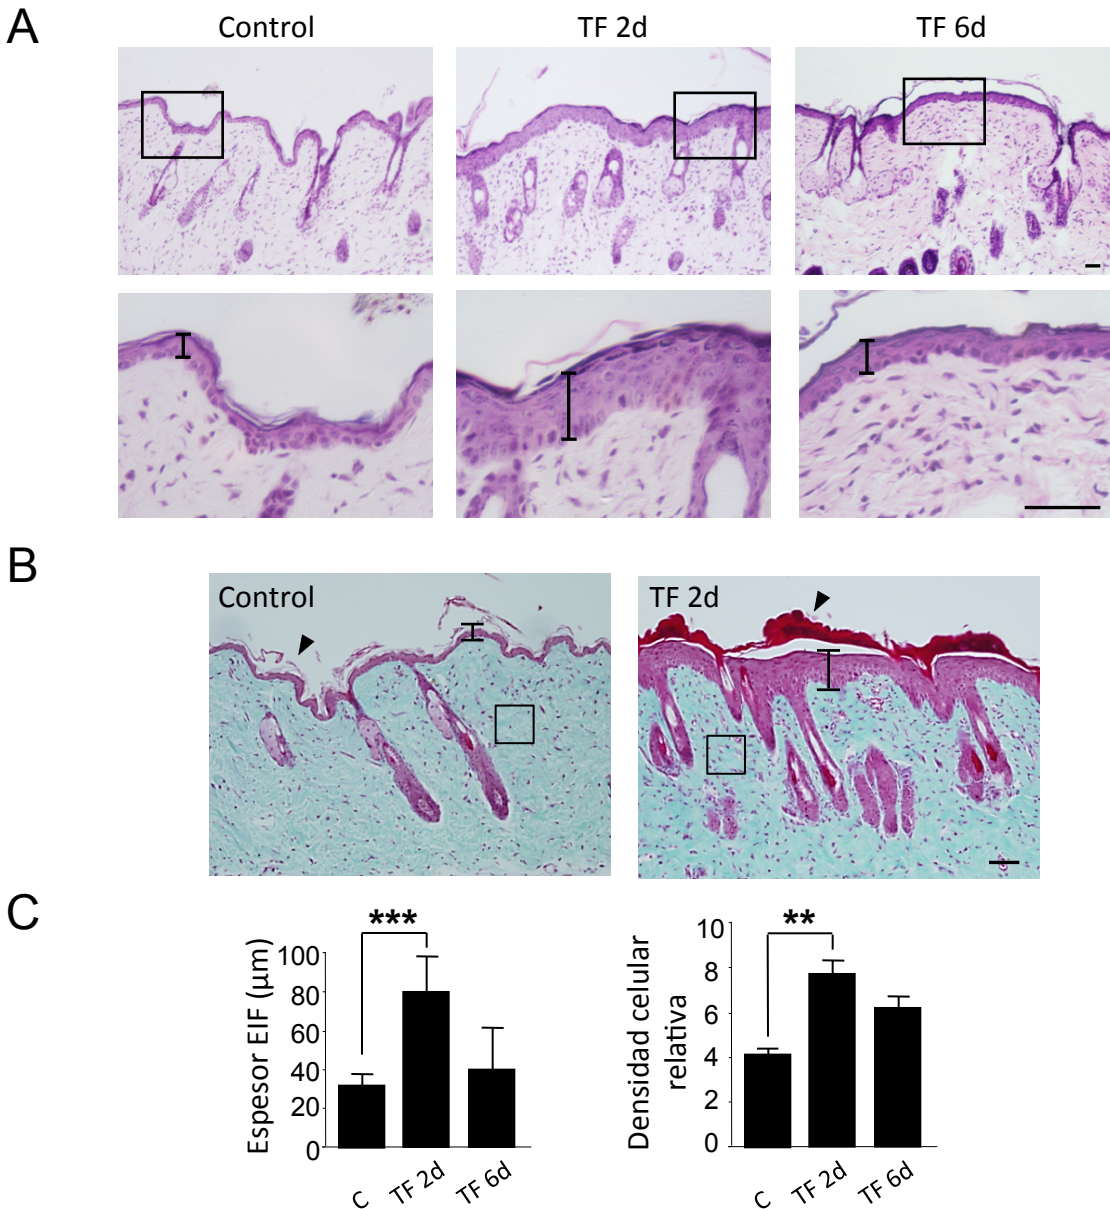 A
Control TF 2d TF 6d
B
Control TF 2d
C
***
Espesor EIF (µm)
100
80
60
40
20
0
C TF 2d TF 6d
**
Densidad celular
relativa
10
8
6
4
2
0
C TF 2d TF 6d